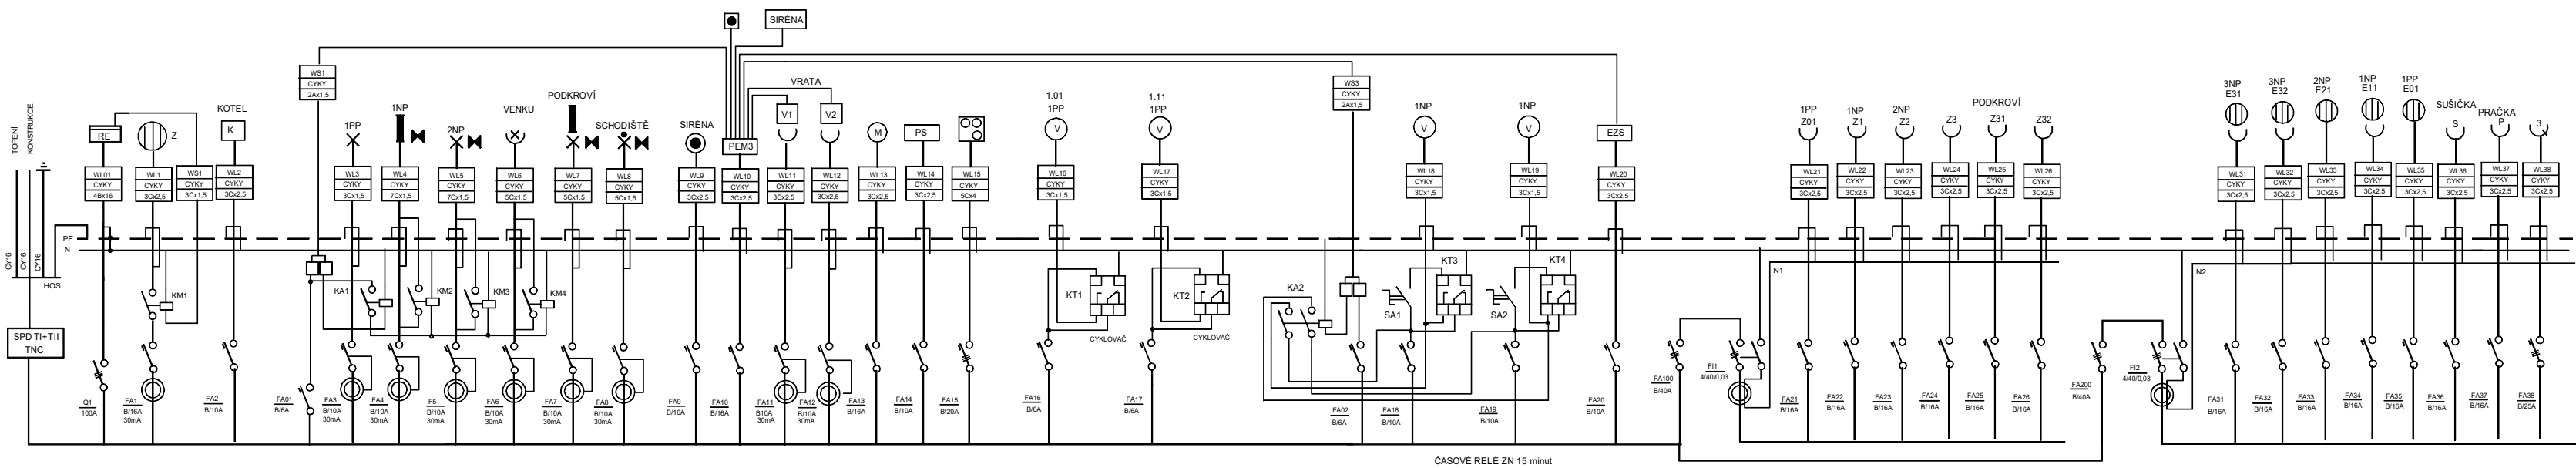 SIRÉNA
WS1
CYKY
2Ax1,5
VRATA
WS3
CYKY
2Ax1,5
TOPENÍ
KONSTRUKCE
RE
Z
KOTEL
K
1PP
1NP
2NP
VENKU
PODKROVÍ
SCHODIŠTĚ
SIRÉNA
PEM3
V1
V2
M
PS
1.01
1PP
V
1.11
1PP
V
1NP
V
1NP
V
EZS
1PP
Z01
1NP
Z1
2NP
Z2
Z3
PODKROVÍ
Z31
Z32
3NP
E31
3NP
E32
2NP
E21
1NP
E11
1PP
E01
SUŠIČKA
S
PRAČKA
P
3
WL01
CYKY
4Bx16
WL1
CYKY
3Cx2,5
WS1
CYKY
3Cx1,5
WL2
CYKY
3Cx2,5
WL3
CYKY
3Cx1,5
WL4
CYKY
7Cx1,5
WL5
CYKY
7Cx1,5
WL6
CYKY
5Cx1,5
WL7
CYKY
5Cx1,5
WL8
CYKY
5Cx1,5
WL9
CYKY
3Cx2,5
WL10
CYKY
3Cx2,5
WL11
CYKY
3Cx2,5
WL12
CYKY
3Cx2,5
WL13
CYKY
3Cx2,5
WL14
CYKY
3Cx2,5
WL15
CYKY
5Cx4
WL16
CYKY
3Cx1,5
WL17
CYKY
3Cx1,5
WL18
CYKY
3Cx1,5
WL19
CYKY
3Cx1,5
WL20
CYKY
3Cx2,5
WL21
CYKY
3Cx2,5
WL22
CYKY
3Cx2,5
WL23
CYKY
3Cx2,5
WL24
CYKY
3Cx2,5
WL25
CYKY
3Cx2,5
WL26
CYKY
3Cx2,5
WL31
CYKY
3Cx2,5
WL32
CYKY
3Cx2,5
WL33
CYKY
3Cx2,5
WL34
CYKY
3Cx2,5
WL35
CYKY
3Cx2,5
WL36
CYKY
3Cx2,5
WL37
CYKY
3Cx2,5
WL38
CYKY
3Cx2,5
PE
N
CY16
CY16
CY16
HOS
KM1
KA1
KM2
KM3
KM4
KT1
CYKLOVAČ
KT2
CYKLOVAČ
KA2
SA1
KT3
SA2
KT4
N1
N2
SPD TI+TII
TNC
Q1
100A
FA1
B/16A
30mA
FA2
B/10A
FA01
B/6A
FA3
B/10A
30mA
FA4
B/10A
30mA
F5
B/10A
30mA
FA6
B/10A
30mA
FA7
B/10A
30mA
FA8
B/10A
30mA
FA9
B/16A
FA10
B/16A
FA11
B10A
30mA
FA12
B/10A
30mA
FA13
B/16A
FA14
B/10A
FA15
B/20A
FA16
B/6A
FA17
B/6A
FA02
B/6A
FA18
B/10A
FA19
B/10A
FA20
B/10A
FA100
B/40A
FI1
4/40/0,03
FA21
B/16A
FA22
B/16A
FA23
B/16A
FA24
B/16A
FA25
B/16A
FA26
B/16A
FA200
B/40A
FI2
4/40/0,03
FA31
B/16A
FA32
B/16A
FA33
B/16A
FA34
B/16A
FA35
B/16A
FA36
B/16A
FA37
B/16A
FA38
B/25A
ČASOVÉ RELÉ ZN 15 minut